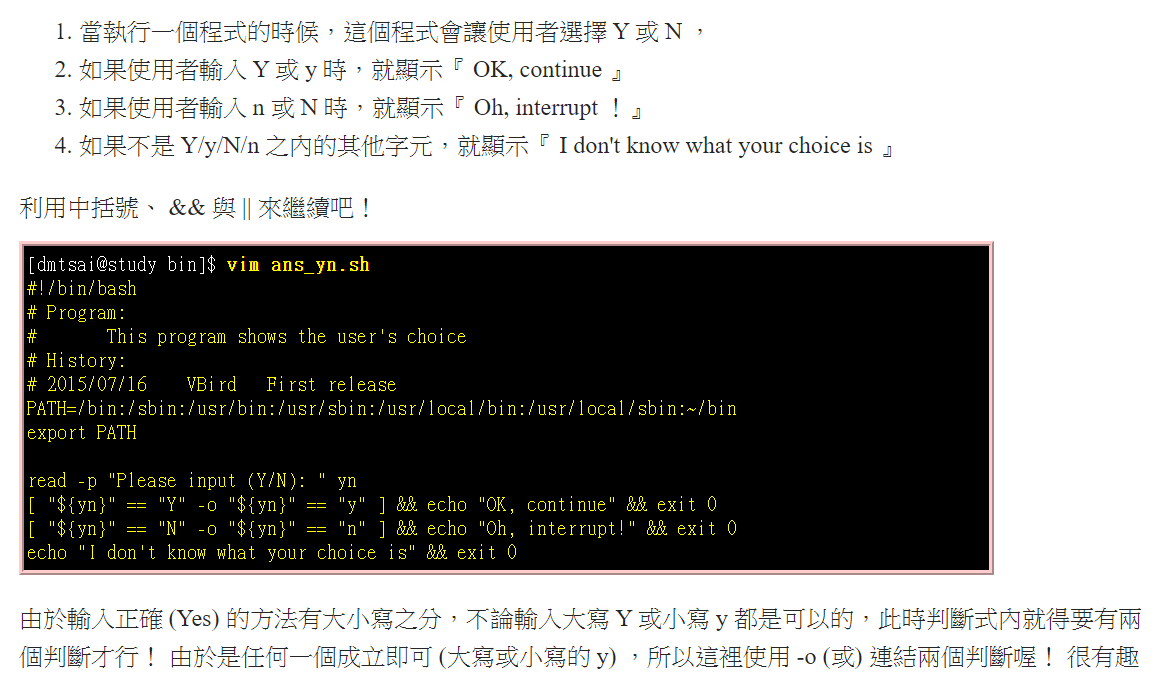 1. 當執行一個程式的時候，這個程式會讓使用者選擇 Y 或 N ，
2. 如果使用者輸入 Y 或 y 時，就顯示『 OK, continue 』
3. 如果使用者輸入 n 或 N 時，就顯示『 Oh, interrupt ！』
4. 如果不是 Y/y/N/n 之內的其他字元，就顯示『 I don't know what your choice is 』
利用中括號、 && 與 || 來繼續吧！
[dmtsai@study bin]$ vim ans_yn.sh
#!/bin/bash
# Program:
#       This program shows the user's choice
# History:
# 2015/07/16    VBird   First release
PATH=/bin:/sbin:/usr/bin:/usr/sbin:/usr/local/bin:/usr/local/sbin:~/bin
export PATH
read -p "Please input (Y/N): " yn
[ "${yn}" == "Y" -o "${yn}" == "y" ] && echo "OK, continue" && exit 0
[ "${yn}" == "N" -o "${yn}" == "n" ] && echo "Oh, interrupt!" && exit 0
echo "I don't know what your choice is" && exit 0
由於輸入正確 (Yes) 的方法有大小寫之分，不論輸入大寫 Y 或小寫 y 都是可以的，此時判斷式內就得要有兩
個判斷才行！ 由於是任何一個成立即可 (大寫或小寫的 y) ，所以這裡使用 -o (或) 連結兩個判斷喔！ 很有趣